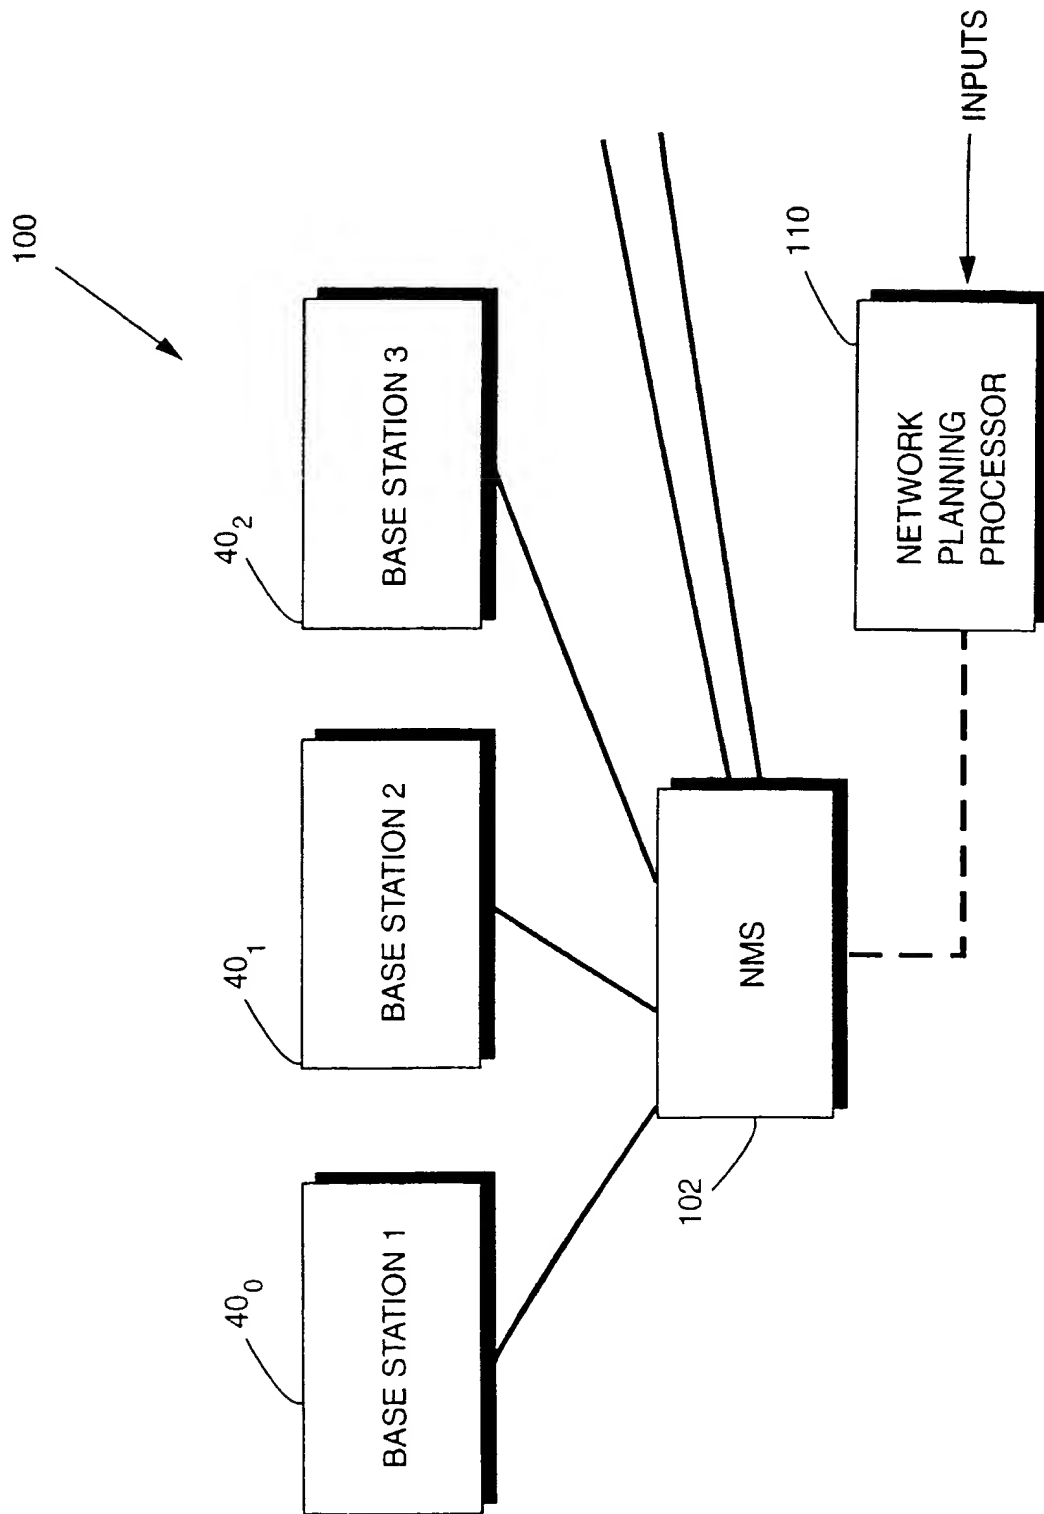 100
40₀
40₁
40₂
BASE STATION 1
BASE STATION 2
BASE STATION 3
102
NMS
110
NETWORK
PLANNING
PROCESSOR
INPUTS